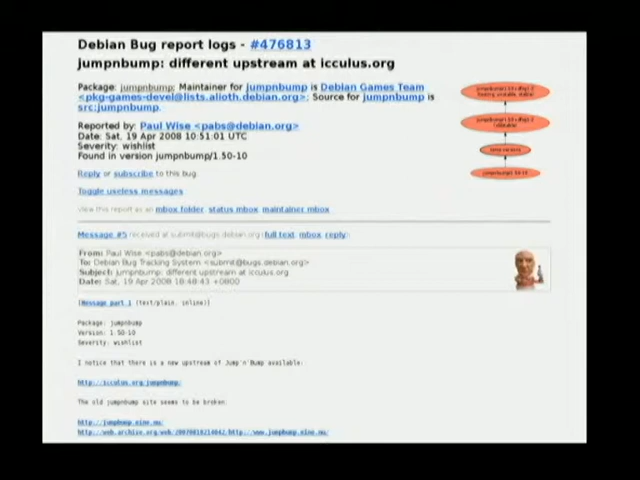 Debian Bug report logs - #476813
jumpnbump: different upstream at icculus.org
Package: jumpnbump; Maintainer for jumpnbump is Debian Games Team
<pkg-games-devel@lists.alioth.debian.org>; Source for jumpnbump is
src:jumpnbump.
Reported by: Paul Wise <pabs@debian.org>
Date: Sat, 19 Apr 2008 10:51:01 UTC
Severity: wishlist
Found in version jumpnbump/1.50-10
Reply or subscribe to this bug.
Toggle useless messages
View this report as an mbox folder, status mbox, maintainer mbox
Message #5 received at submit@bugs.debian.org (full text, mbox, reply):
From: Paul Wise <pabs@debian.org>
To: Debian Bug Tracking System <submit@bugs.debian.org>
Subject: jumpnbump: different upstream at icculus.org
Date: Sat, 19 Apr 2008 18:48:43 +0800
[Message part 1 (text/plain, inline)]
Package: jumpnbump
Version: 1.50-10
Severity: wishlist
I notice that there is a new upstream of Jump'n'Bump available:
http://icculus.org/jumpnbump/
The old jumpnbump site seems to be broken:
http://jumpbump.mine.nu/